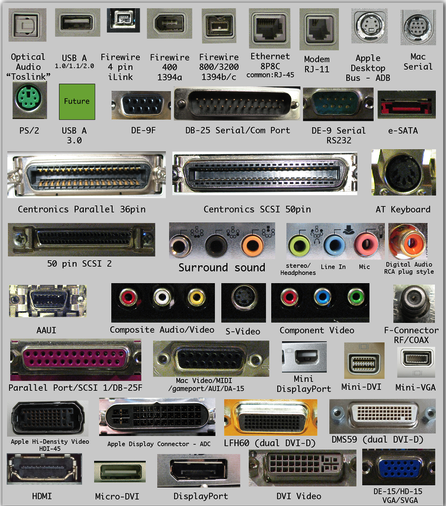 Optical
Audio
"Toslink"
USB A
1.0/1.1/2.0
Firewire
4 pin
iLink
Firewire
400
1394a
Firewire
800/3200
1394b/c
Ethernet
8P8C
common:RJ-45
Modem
RJ-11
Apple
Desktop
Bus - ADB
Mac
Serial
PS/2
Future
USB A
3.0
DE-9F
DB-25 Serial/Com Port
DE-9 Serial
RS232
e-SATA
Centronics Parallel 36pin
Centronics SCSI 50pin
AT Keyboard
50 pin SCSI 2
Surround sound
stereo/
Headphones
Line In
Mic
Digital Audio
RCA plug style
AAUI
Composite Audio/Video
S-Video
Component Video
F-Connector
RF/COAX
Parallel Port/SCSI 1/DB-25F
Mac Video/MIDI
/gameport/AUI/DA-15
Mini
DisplayPort
Mini-DVI
Mini-VGA
Apple Hi-Density Video
HDI-45
Apple Display Connector - ADC
LFH60 (dual DVI-D)
DMS59 (dual DVI-D)
HDMI
Micro-DVI
DisplayPort
DVI Video
DE-15/HD-15
VGA/SVGA